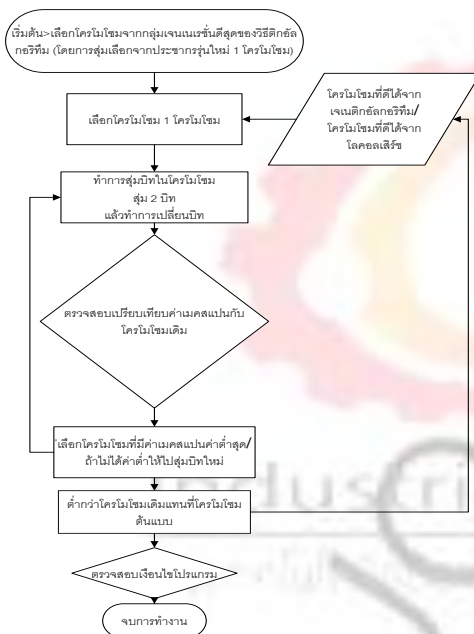 เริ่มต้น>เลือกโครโมโซมจากกลุ่มเจนเนเรชั่นดีสุดของวิธีติกอัล
กอริทึม (โดยการสุ่มเลือกจากประชากรรุ่นใหม่ 1 โครโมโซม)
เลือกโครโมโซม 1 โครโมโซม
โครโมโซมที่ดีได้จาก
เจเนติกอัลกอริทึม/
โครโมโซมที่ดีได้จาก
โลคอลเสิร์ช
ทำการสุ่มบิทในโครโมโซม
สุ่ม 2 บิท
แล้วทำการเปลี่ยนบิท
ตรวจสอบเปรียบเทียบค่าเมคสแปนกับ
โครโมโซมเดิม
เลือกโครโมโซมที่มีค่าเมคสแปนค่าต่ำสุด/
ถ้าไม่ได้ค่าต่ำให้ไปสุ่มบิทใหม่
ต่ำกว่าโครโมโซมเดิมแทนที่โครโมโซม
ต้นแบบ
ตรวจสอบเงือนไขโปรแกรม
จบการทำงาน